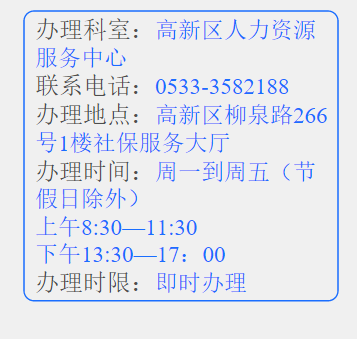 办理科室：高新区人力资源
服务中心
联系电话：0533-3582188
办理地点：高新区柳泉路266
号1楼社保服务大厅
办理时间：周一到周五（节
假日除外）
上午8:30—11:30
下午13:30—17：00
办理时限：即时办理